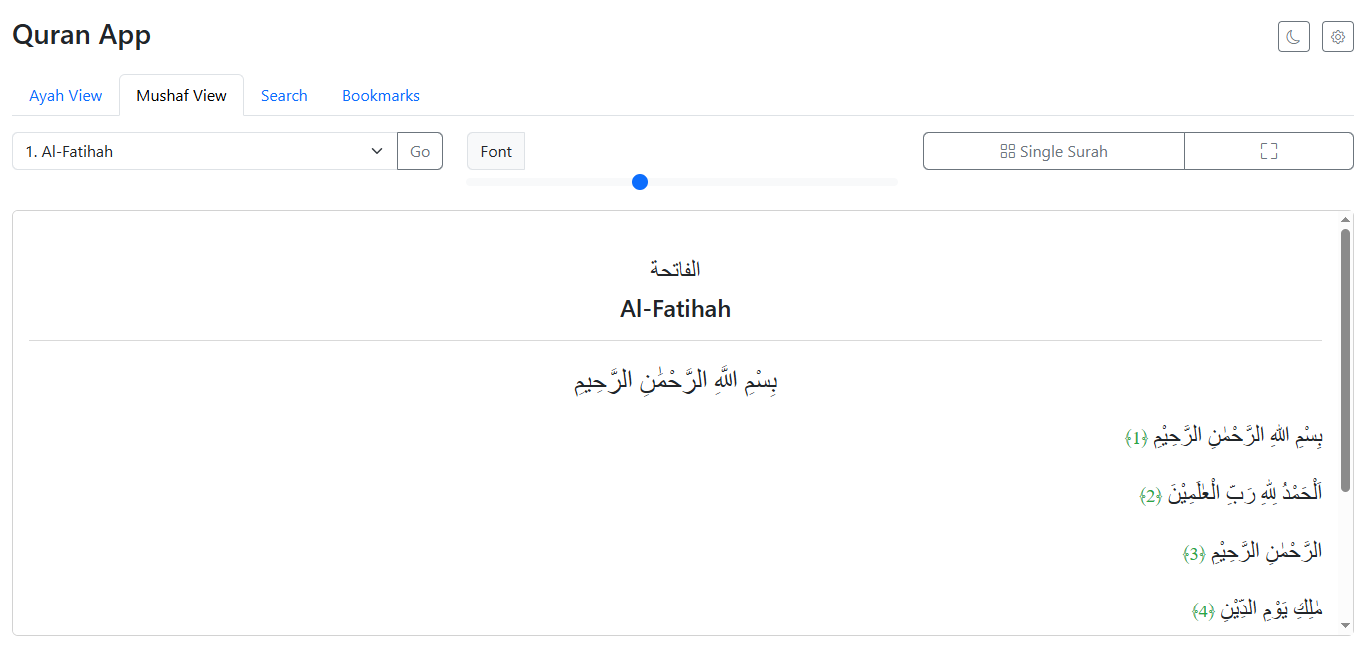 Quran App
Ayah View
Mushaf View
Search
Bookmarks
1. Al-Fatihah
Go
Font
Single Surah
الفاتحة
Al-Fatihah
بِسْمِ اللَّهِ الرَّحْمَٰنِ الرَّحِيمِ
بِسْمِ اللهِ الرَّحْمٰنِ الرَّحِيْمِ ﴿1﴾
اَلْحَمْدُ لِلّٰهِ رَبِّ الْعٰلَمِيْنَ ﴿2﴾
الرَّحْمٰنِ الرَّحِيْمِ ﴿3﴾
مٰلِكِ يَوْمِ الدِّيْنِ ﴿4﴾